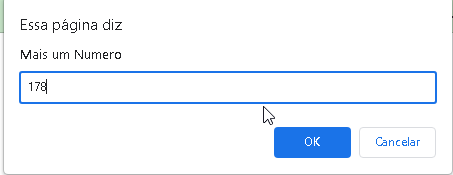 Essa página diz
Mais um Numero
178
OK
Cancelar